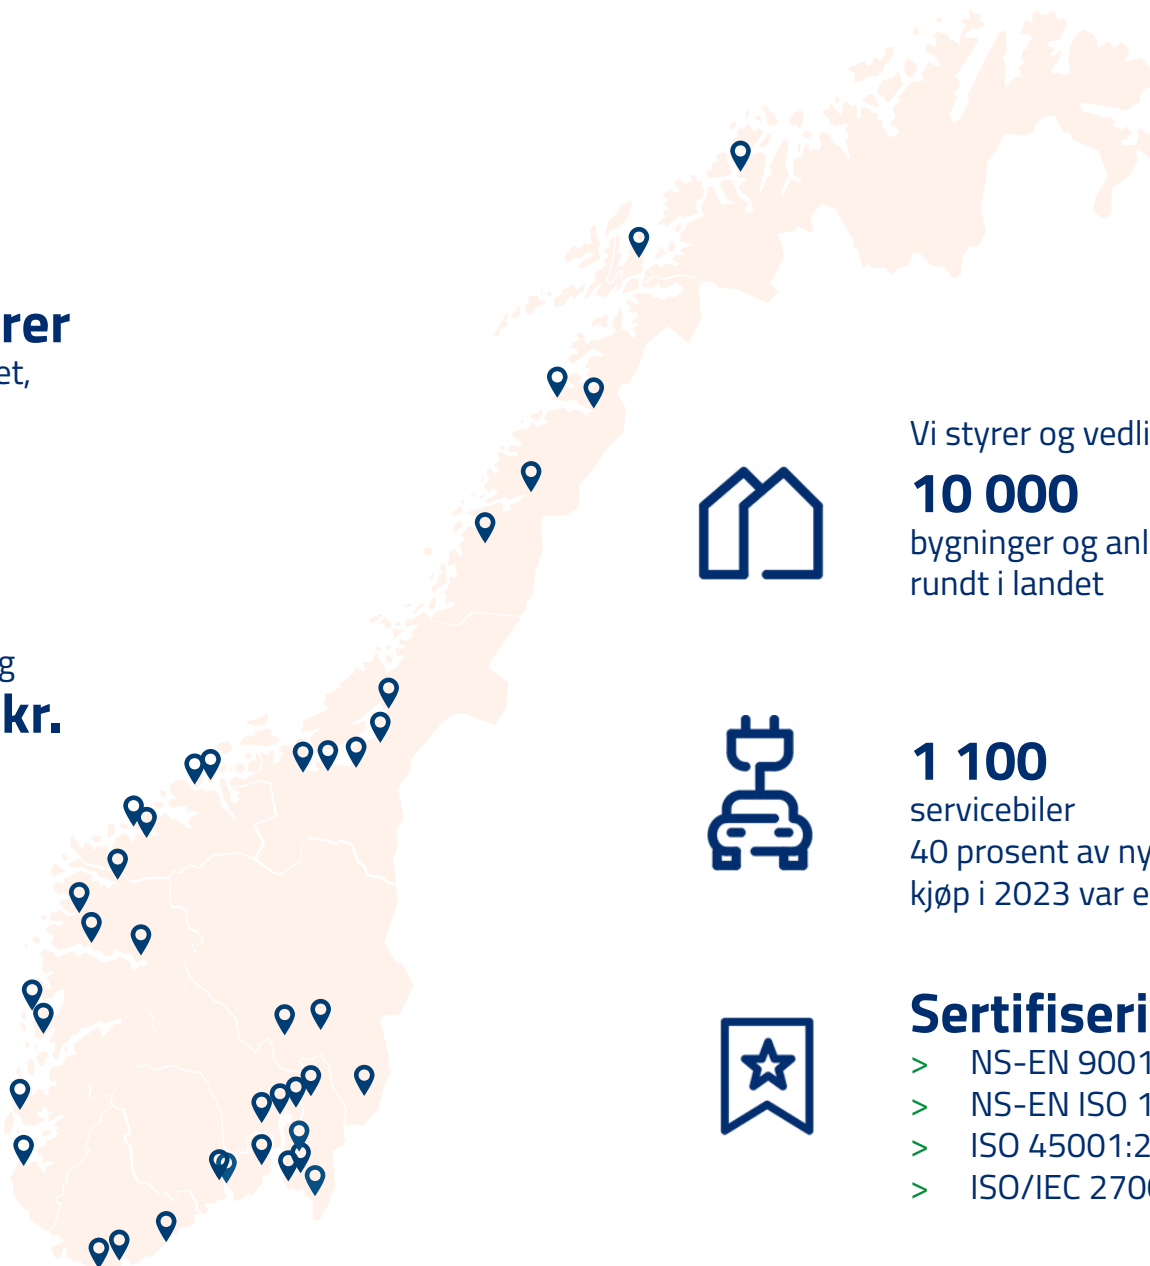 rer
et,
g
kr.
Vi styrer og vedli
10 000
bygninger og anl
rundt i landet
1 100
servicebiler
40 prosent av ny
kjøp i 2023 var e
Sertifiseri
> NS-EN 9001
> NS-EN ISO 1
> ISO 45001:2
> ISO/IEC 270